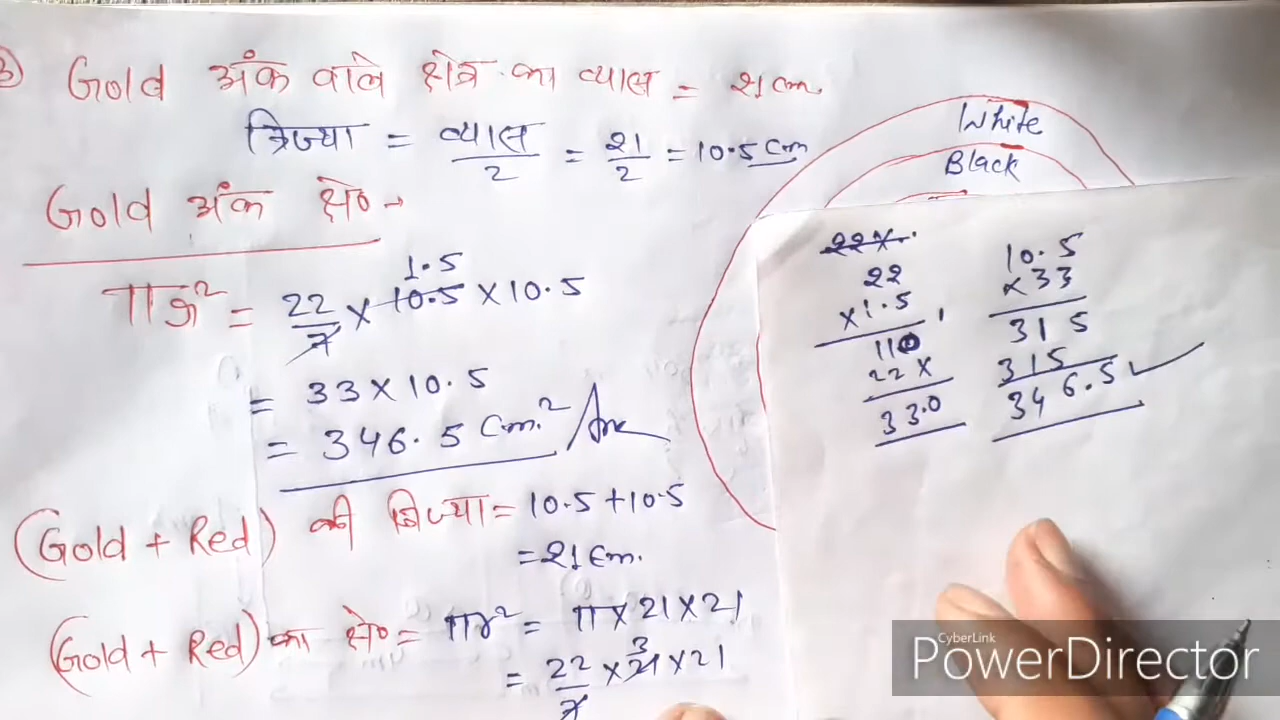 3) Gold अंक वाले क्षेत्र का व्यास = 21 cm.
त्रिज्या = व्यास/2 = 21/2 = 10.5 cm
Gold अंक क्षे० →
πr² = 22/7 × 10.5 × 10.5
1.5
= 33 × 10.5
= 346.5 cm² / Ans
(Gold + Red) की त्रिज्या = 10.5 + 10.5
= 21 cm.
(Gold + Red) का क्षे० = πr² = π × 21 × 21
= 22/7 × 21 × 21
3
White
Black
22×.
22
×1.5
110
22×
33.0
10.5
×33
315
315
346.5
CyberLink
PowerDirector